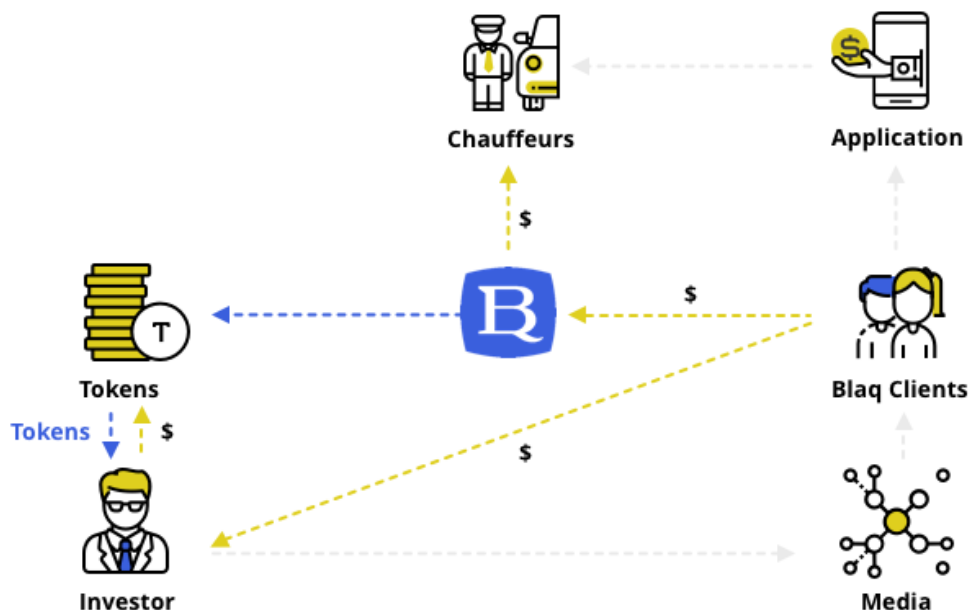 $
Chauffeurs
Application
$
B
$
T
Tokens
Blaq Clients
Tokens
$
$
Investor
Media